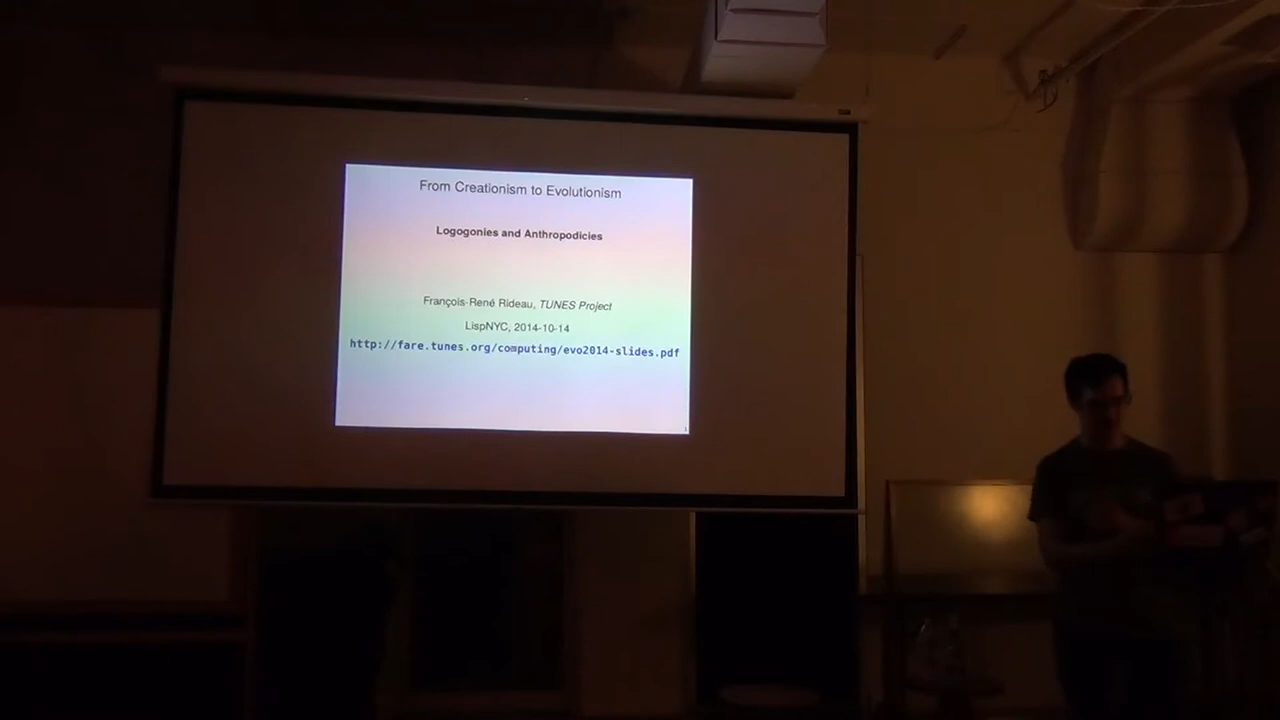 From Creationism to Evolutionism
Logogonies and Anthropodicies
François-René Rideau, TUNES Project
LispNYC, 2014-10-14
http://fare.tunes.org/computing/evo2014-slides.pdf